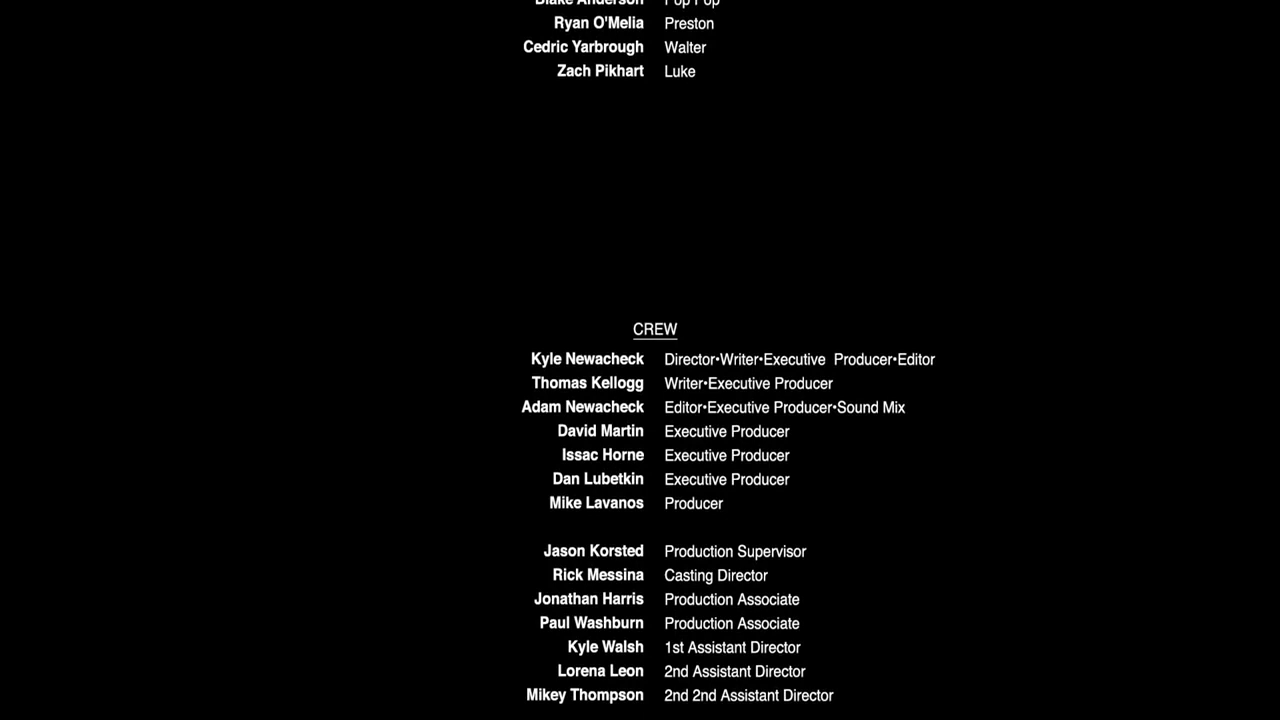 Blake Anderson Pop Pop
Ryan O'Melia Preston
Cedric Yarbrough Walter
Zach Pikhart Luke
CREW
Kyle Newacheck Director•Writer•Executive Producer•Editor
Thomas Kellogg Writer•Executive Producer
Adam Newacheck Editor•Executive Producer•Sound Mix
David Martin Executive Producer
Issac Horne Executive Producer
Dan Lubetkin Executive Producer
Mike Lavanos Producer
Jason Korsted Production Supervisor
Rick Messina Casting Director
Jonathan Harris Production Associate
Paul Washburn Production Associate
Kyle Walsh 1st Assistant Director
Lorena Leon 2nd Assistant Director
Mikey Thompson 2nd 2nd Assistant Director